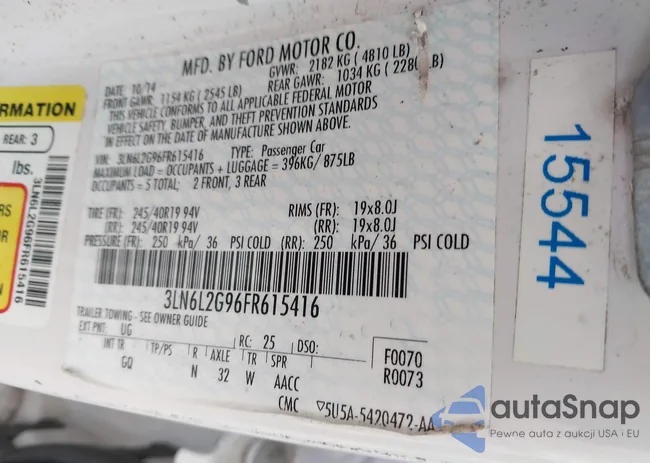 MFD. BY FORD MOTOR CO.
DATE: 10/14 GVWR: 2182 KG ( 4810 LB)
FRONT GAWR: 1154 KG ( 2545 LB) REAR GAWR: 1034 KG ( LB)
THIS VEHICLE CONFORMS TO ALL APPLICABLE FEDERAL MOTOR
VEHICLE SAFETY, BUMPER, AND THEFT PREVENTION STANDARDS
IN EFFECT ON THE DATE OF MANUFACTURE SHOWN ABOVE.
VIN: 3LN6L2G96FR615416 TYPE: Passenger Car
MAXIMUM LOAD = OCCUPANTS + LUGGAGE = 396KG/ 875LB
OCCUPANTS = 5 TOTAL; 2 FRONT, 3 REAR
TIRE (FR): 245/40R19 94V RIMS (FR): 19x8.0J
(RR): 245/40R19 94V (RR): 19x8.0J
PRESSURE (FR): 250 kPa/ 36 PSI COLD (RR): 250 kPa/ 36 PSI COLD
3LN6L2G96FR615416
TRAILER TOWING- SEE OWNER GUIDE
EXT PNT: UG RC: 25 DSO: F0070
INT TR TP/PS R AXLE TR SPR R0073
GQ N 32 W AACC
CMC ▽5U5A-5420472-AA
REAR: 3
lbs.
3LN6L2G96FR615416
15544
autaSnap
Pewne auta z aukcji USA i EU